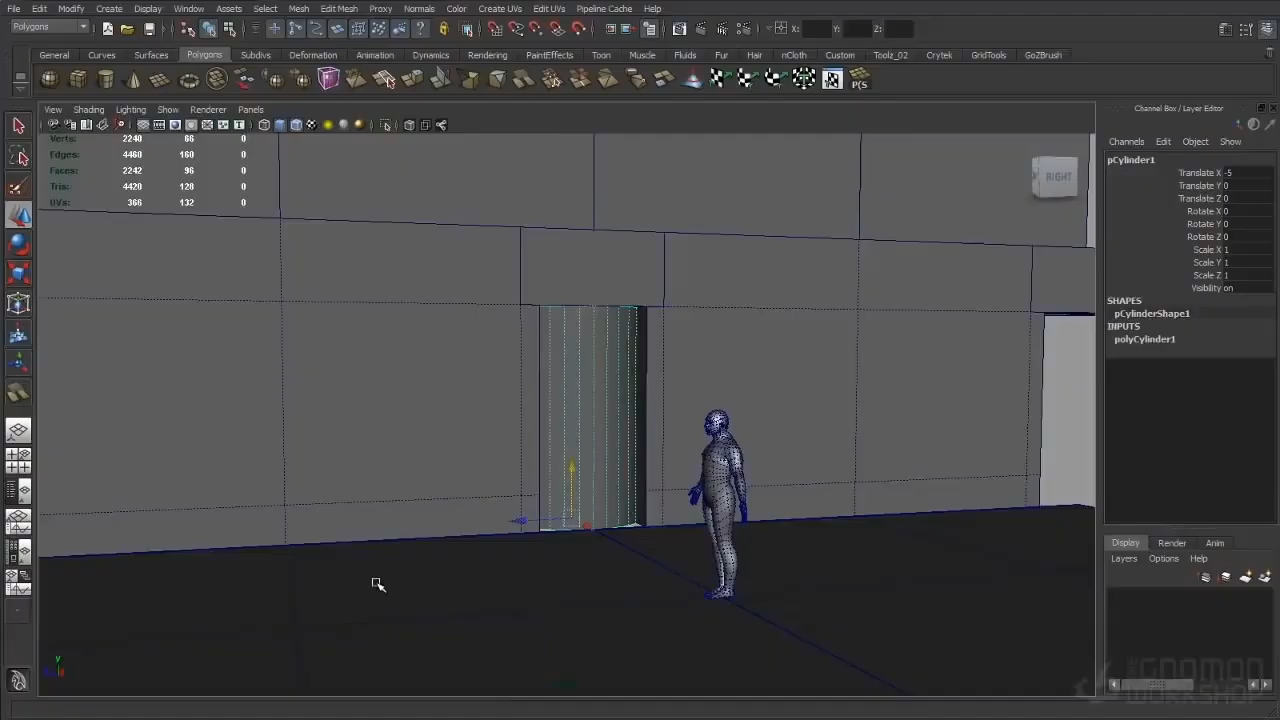 File Edit Modify Create Display Window Assets Select Mesh Edit Mesh Proxy Normals Color Create UVs Edit UVs Pipeline Cache Help
Polygons X: Y: Z:
General Curves Surfaces Polygons Subdivs Deformation Animation Dynamics Rendering PaintEffects Toon Muscle Fluids Fur Hair nCloth Custom Toolz_02 Crytek GridTools GoZBrush
PCS
View Shading Lighting Show Renderer Panels
Channel Box / Layer Editor
Channels Edit Object Show
Verts: 2240 66 0
Edges: 4460 160 0
Faces: 2242 96 0
Tris: 4420 128 0
UVs: 366 132 0
RIGHT
pCylinder1
Translate X -5
Translate Y 0
Translate Z 0
Rotate X 0
Rotate Y 0
Rotate Z 0
Scale X 1
Scale Y 1
Scale Z 1
Visibility on
SHAPES
pCylinderShape1
INPUTS
polyCylinder1
Display Render Anim
Layers Options Help
y
THE GNOMON
WORKSHOP